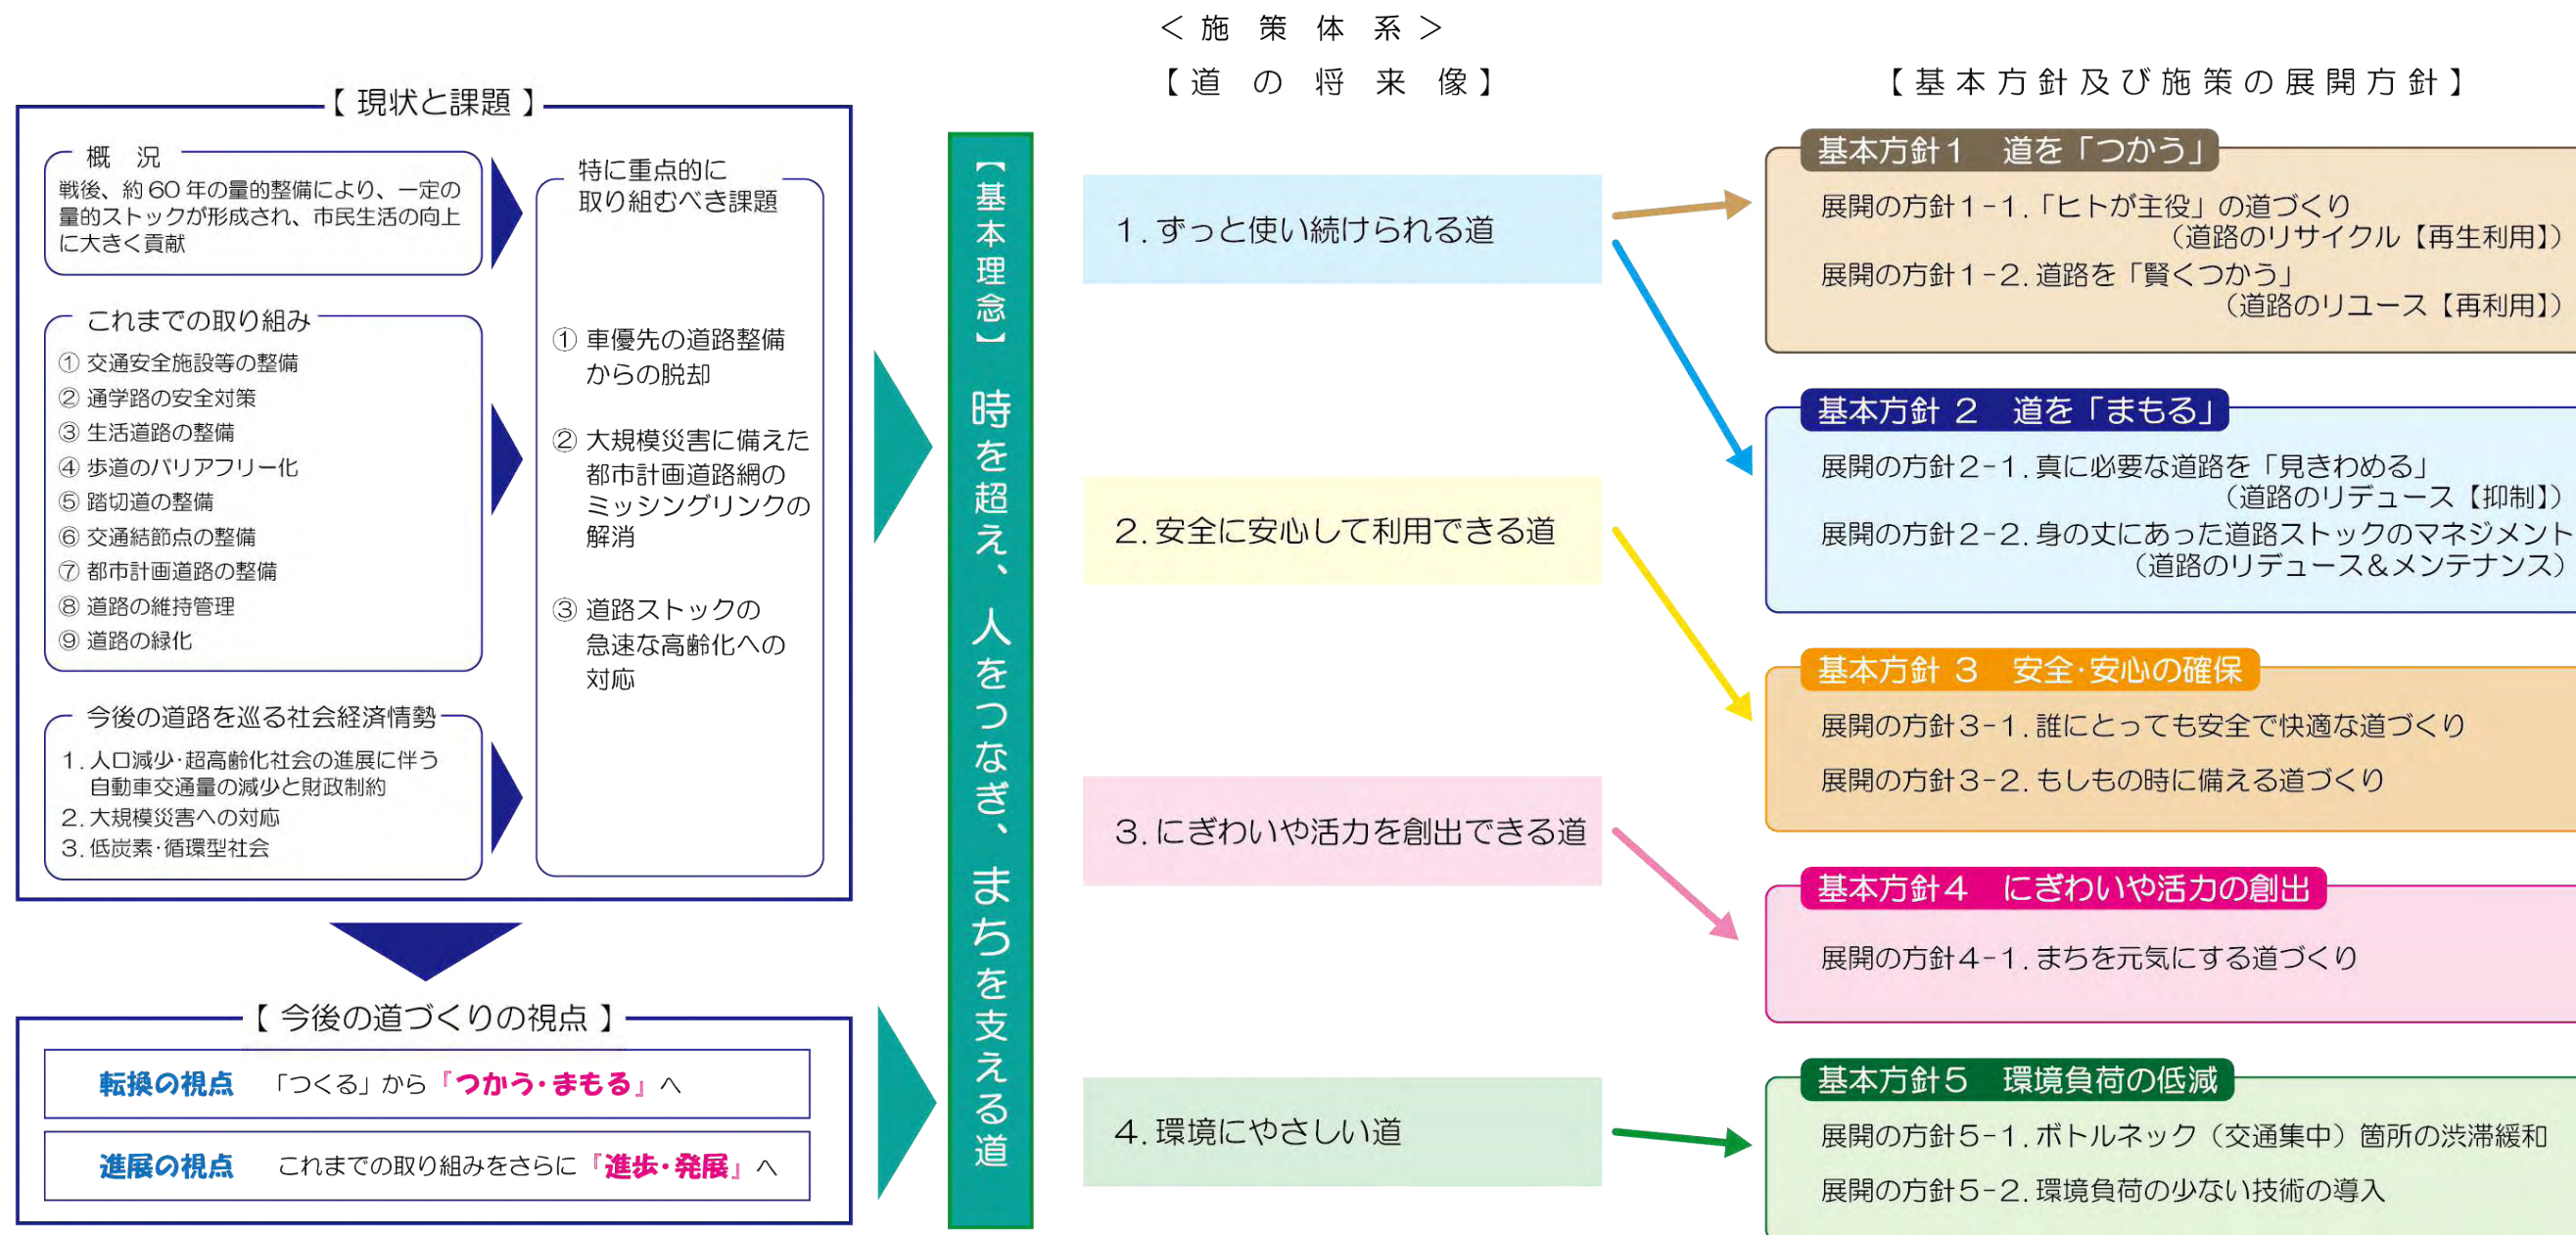 ＜施策体系＞
【道の将来像】
【基本方針及び施策の展開方針】
【現状と課題】
概　況
戦後、約60年の量的整備により、一定の
量的ストックが形成され、市民生活の向上
に大きく貢献
これまでの取り組み
① 交通安全施設等の整備
② 通学路の安全対策
③ 生活道路の整備
④ 歩道のバリアフリー化
⑤ 踏切道の整備
⑥ 交通結節点の整備
⑦ 都市計画道路の整備
⑧ 道路の維持管理
⑨ 道路の緑化
今後の道路を巡る社会経済情勢
１．人口減少・超高齢化社会の進展に伴う
自動車交通量の減少と財政制約
２．大規模災害への対応
３．低炭素・循環型社会
特に重点的に
取り組むべき課題
① 車優先の道路整備
からの脱却
② 大規模災害に備えた
都市計画道路網の
ミッシングリンクの
解消
③ 道路ストックの
急速な高齢化への
対応
【今後の道づくりの視点】
転換の視点　「つくる」から『つかう・まもる』へ
進展の視点　これまでの取り組みをさらに『進歩・発展』へ
【基本理念】　時を超え、人をつなぎ、まちを支える道
１．ずっと使い続けられる道
２．安全に安心して利用できる道
３．にぎわいや活力を創出できる道
４．環境にやさしい道
基本方針１　道を「つかう」
展開の方針１-１．「ヒトが主役」の道づくり
（道路のリサイクル【再生利用】）
展開の方針１-２．道路を「賢くつかう」
（道路のリユース【再利用】）
基本方針２　道を「まもる」
展開の方針２-１．真に必要な道路を「見きわめる」
（道路のリデュース【抑制】）
展開の方針２-２．身の丈にあった道路ストックのマネジメント
（道路のリデュース＆メンテナンス）
基本方針３　安全・安心の確保
展開の方針３-１．誰にとっても安全で快適な道づくり
展開の方針３-２．もしもの時に備える道づくり
基本方針４　にぎわいや活力の創出
展開の方針４-１．まちを元気にする道づくり
基本方針５　環境負荷の低減
展開の方針５-１．ボトルネック（交通集中）箇所の渋滞緩和
展開の方針５-２．環境負荷の少ない技術の導入